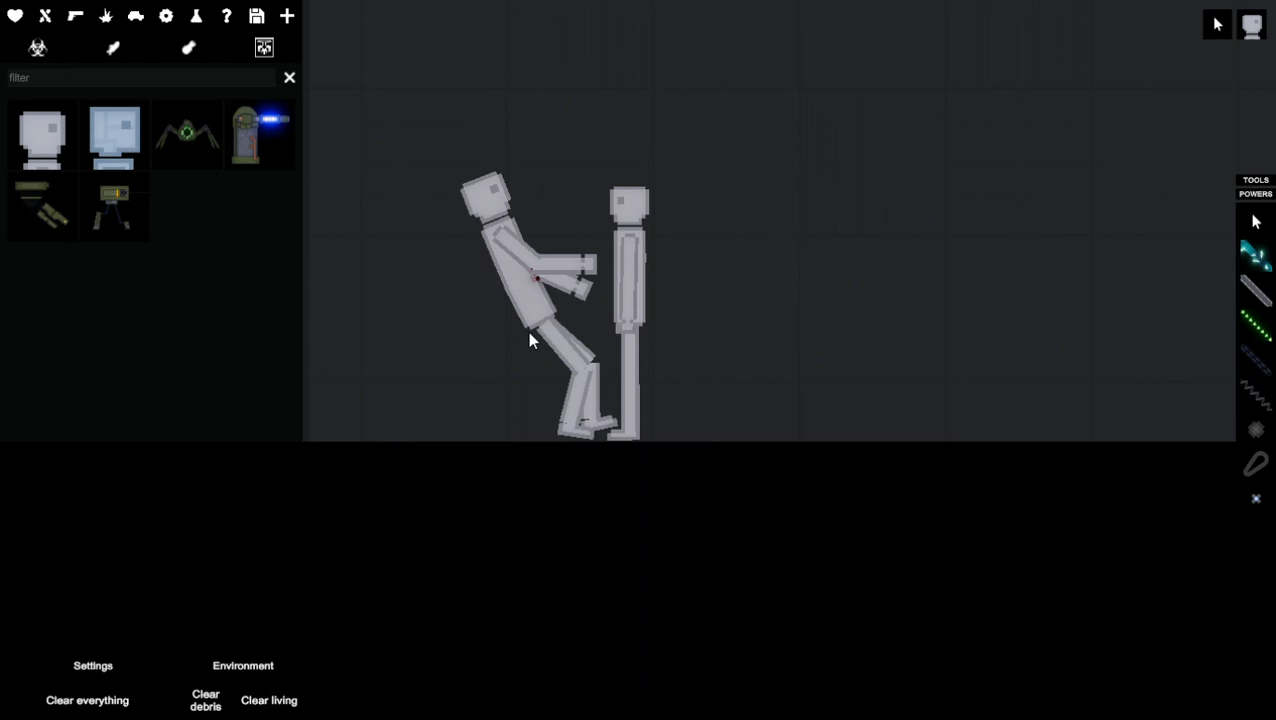 filter
TOOLS
POWERS
Settings
Environment
Clear everything
Clear
debris
Clear living